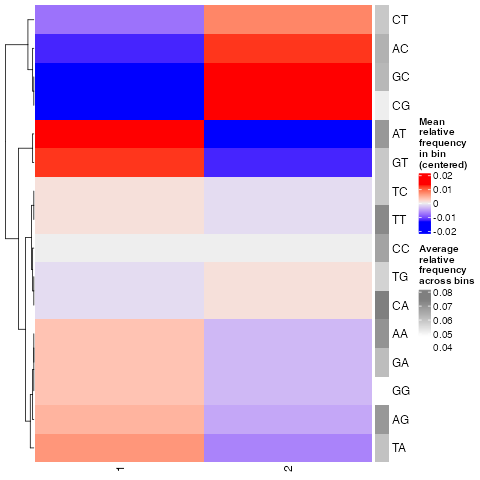 CT
AC
GC
CG
AT
GT
TC
TT
CC
TG
CA
AA
GA
GG
AG
TA
1
2
Mean
relative
frequency
in bin
(centered)
0.02
0.01
0
-0.01
-0.02
Average
relative
frequency
across bins
0.08
0.07
0.06
0.05
0.04